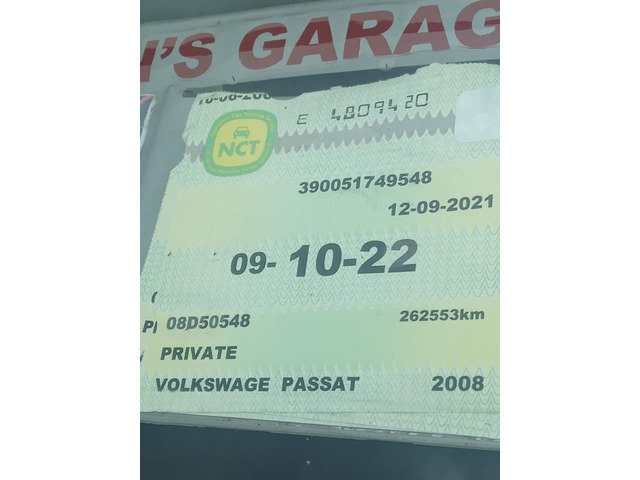 'S GARAG
E 4809420
NCT
390051749548
12-09-2021
09-10-22
08D50548 262553km
PRIVATE
VOLKSWAGE PASSAT 2008